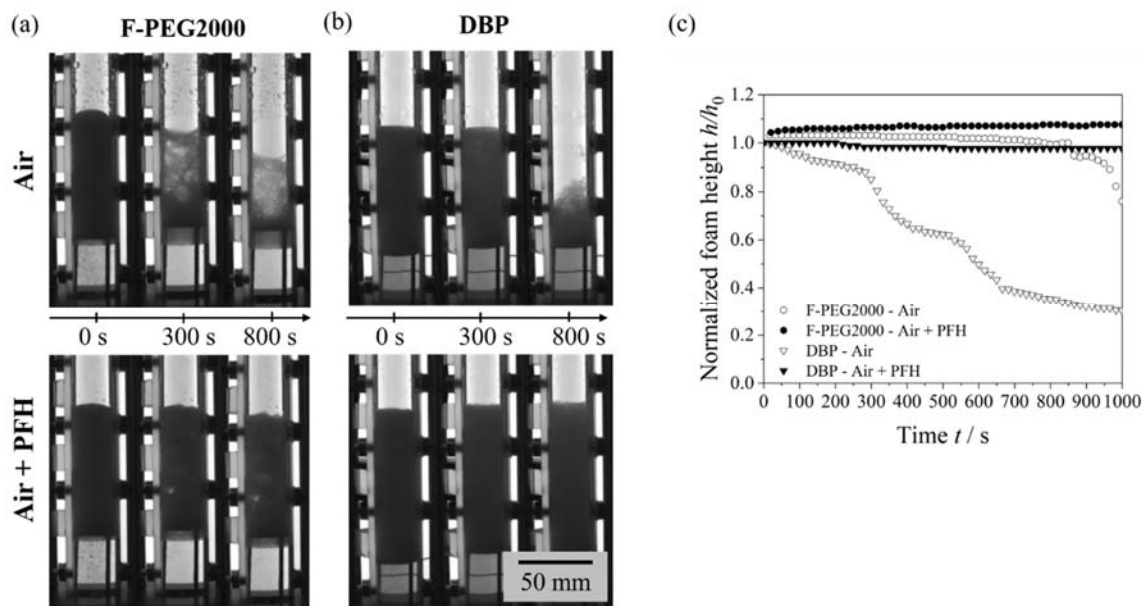 (a)
F-PEG2000
(b)
DBP
(c)
Air
0 s
300 s
800 s
0 s
300 s
800 s
Air + PFH
50 mm
Normalized foam height h/h0
1.2
1.0
0.8
0.6
0.4
0.2
0.0
F-PEG2000 - Air
F-PEG2000 - Air + PFH
DBP - Air
DBP - Air + PFH
0 100 200 300 400 500 600 700 800 900 1000
Time t / s